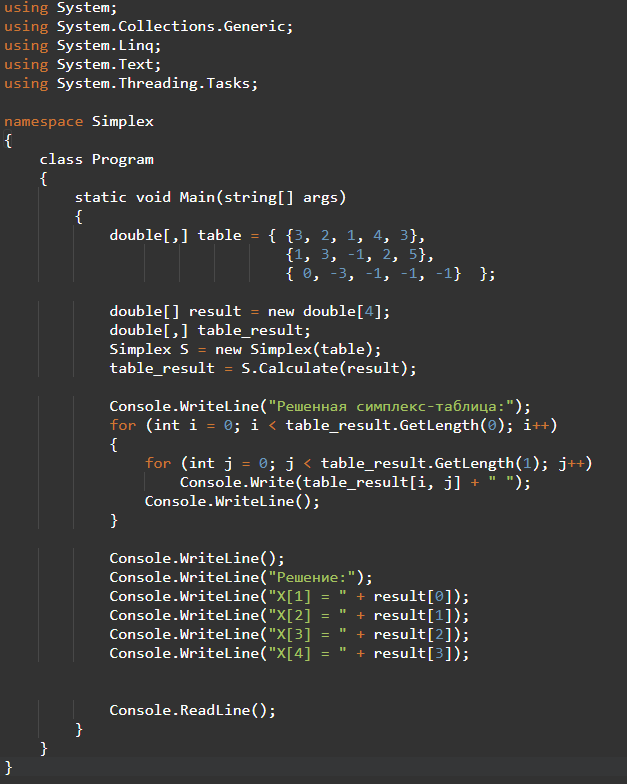 using System;
using System.Collections.Generic;
using System.Linq;
using System.Text;
using System.Threading.Tasks;

namespace Simplex
{
    class Program
    {
        static void Main(string[] args)
        {
            double[,] table = { {3, 2, 1, 4, 3},
                                {1, 3, -1, 2, 5},
                                { 0, -3, -1, -1, -1}  };

            double[] result = new double[4];
            double[,] table_result;
            Simplex S = new Simplex(table);
            table_result = S.Calculate(result);

            Console.WriteLine("Решенная симплекс-таблица:");
            for (int i = 0; i < table_result.GetLength(0); i++)
            {
                for (int j = 0; j < table_result.GetLength(1); j++)
                    Console.Write(table_result[i, j] + " ");
                Console.WriteLine();
            }

            Console.WriteLine();
            Console.WriteLine("Решение:");
            Console.WriteLine("X[1] = " + result[0]);
            Console.WriteLine("X[2] = " + result[1]);
            Console.WriteLine("X[3] = " + result[2]);
            Console.WriteLine("X[4] = " + result[3]);


            Console.ReadLine();
        }
    }
}